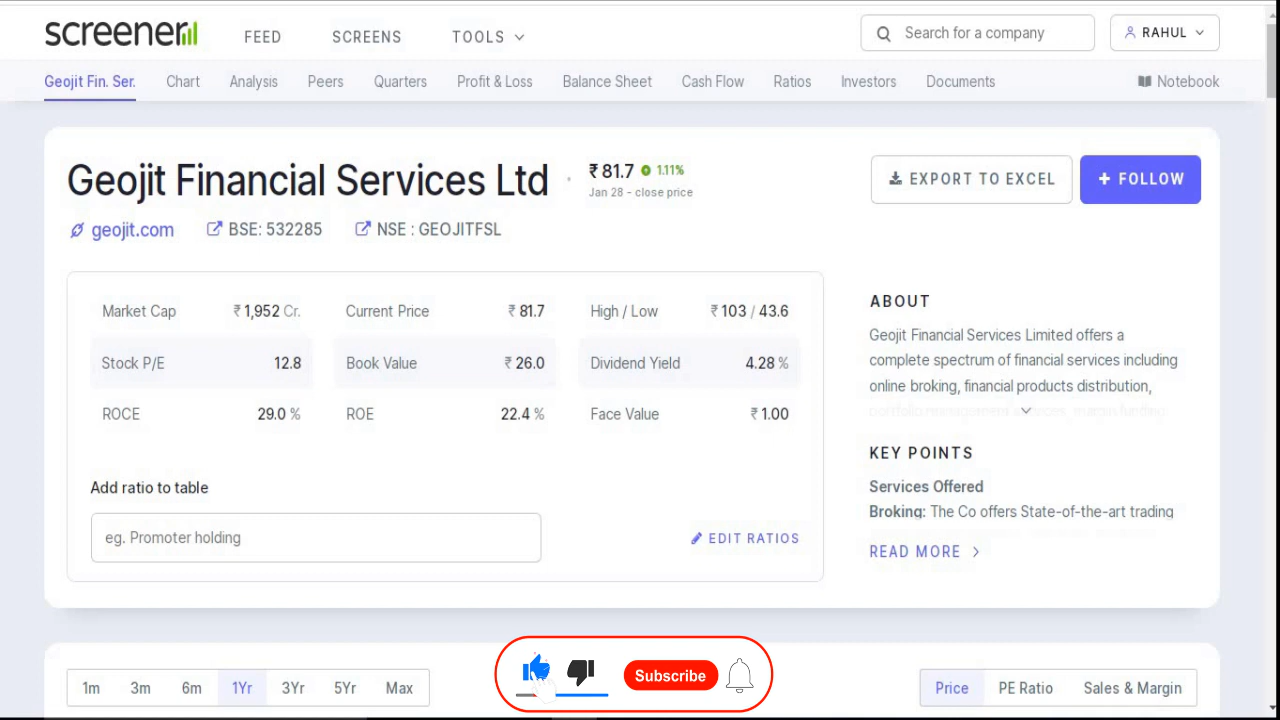 screener
FEED SCREENS TOOLS
Search for a company
RAHUL
Geojit Fin. Ser. Chart Analysis Peers Quarters Profit & Loss Balance Sheet Cash Flow Ratios Investors Documents Notebook
Geojit Financial Services Ltd
₹ 81.7 1.11%
Jan 28 - close price
EXPORT TO EXCEL
+ FOLLOW
geojit.com BSE: 532285 NSE : GEOJITFSL
Market Cap ₹ 1,952 Cr. Current Price ₹ 81.7 High / Low ₹ 103 / 43.6
Stock P/E 12.8 Book Value ₹ 26.0 Dividend Yield 4.28 %
ROCE 29.0 % ROE 22.4 % Face Value ₹ 1.00
Add ratio to table
eg. Promoter holding
EDIT RATIOS
ABOUT
Geojit Financial Services Limited offers a
complete spectrum of financial services including
online broking, financial products distribution,
portfolio management services, margin funding
KEY POINTS
Services Offered
Broking: The Co offers State-of-the-art trading
READ MORE
1m 3m 6m 1Yr 3Yr 5Yr Max
Subscribe
Price PE Ratio Sales & Margin